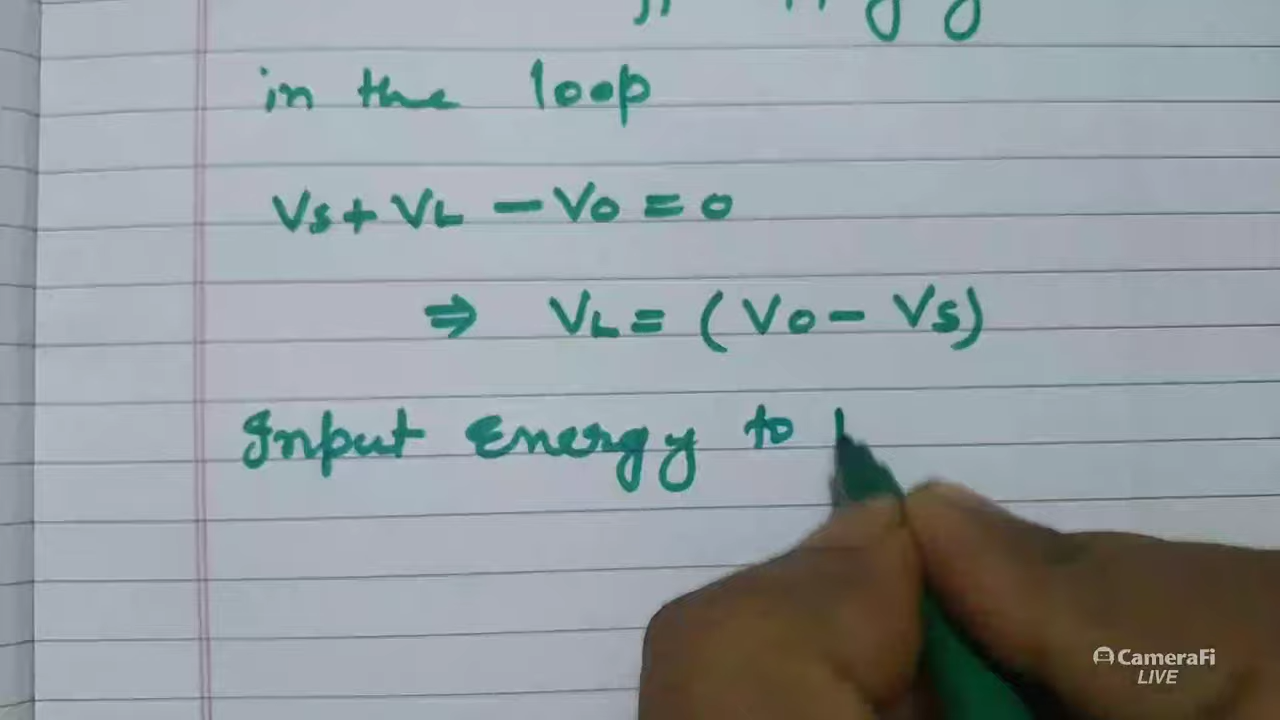 in the loop
Vs + VL - Vo = 0
⇒ VL = (Vo - Vs)
Input Energy to
CameraFi
LIVE